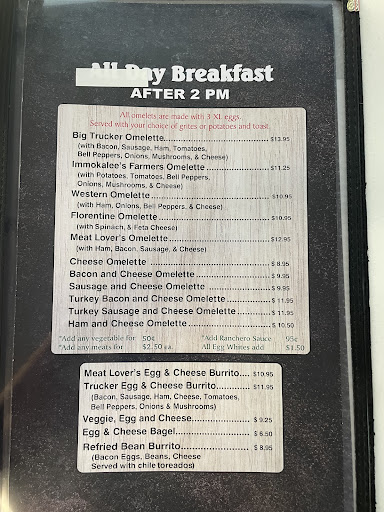 All Day Breakfast
AFTER 2 PM
All omelets are made with 3 XL eggs.
Served with your choice of grites or potatoes and toast.
Big Trucker Omelette............ $13.95
(with Bacon, Sausage, Ham, Tomatoes,
Bell Peppers, Onions, Mushrooms, & Cheese)
Immokalee's Farmers Omelette..... $11.25
(with Potatoes, Tomatoes, Bell Peppers,
Onions, Mushrooms, & Cheese)
Western Omelette............ $10.95
(with Ham, Onions, Bell Peppers, & Cheese)
Florentine Omelette............ $10.95
(with Spinach, & Feta Cheese)
Meat Lover's Omelette............ $12.95
(with Ham, Bacon, Sausage, & Cheese)
Cheese Omelette ............ $ 8.95
Bacon and Cheese Omelette ............ $ 9.95
Sausage and Cheese Omelette ............ $ 9.95
Turkey Bacon and Cheese Omelette ............ $ 11.95
Turkey Sausage and Cheese Omelette ............ $ 11.95
Ham and Cheese Omelette ............ $ 10.50
*Add any vegetable for 50¢ *Add Ranchero Sauce 95¢
*Add any meats for $2.50 ea. All Egg Whites add $1.50
Meat Lover's Egg & Cheese Burrito.... $10.95
Trucker Egg & Cheese Burrito......... $11.95
(Bacon, Sausage, Ham, Cheese, Tomatoes,
Bell Peppers, Onions & Mushrooms)
Veggie, Egg and Cheese............ $ 9.25
Egg & Cheese Bagel............ $ 6.50
Refried Bean Burrito............ $ 8.95
(Bacon Eggs, Beans, Cheese
Served with chile toreados)